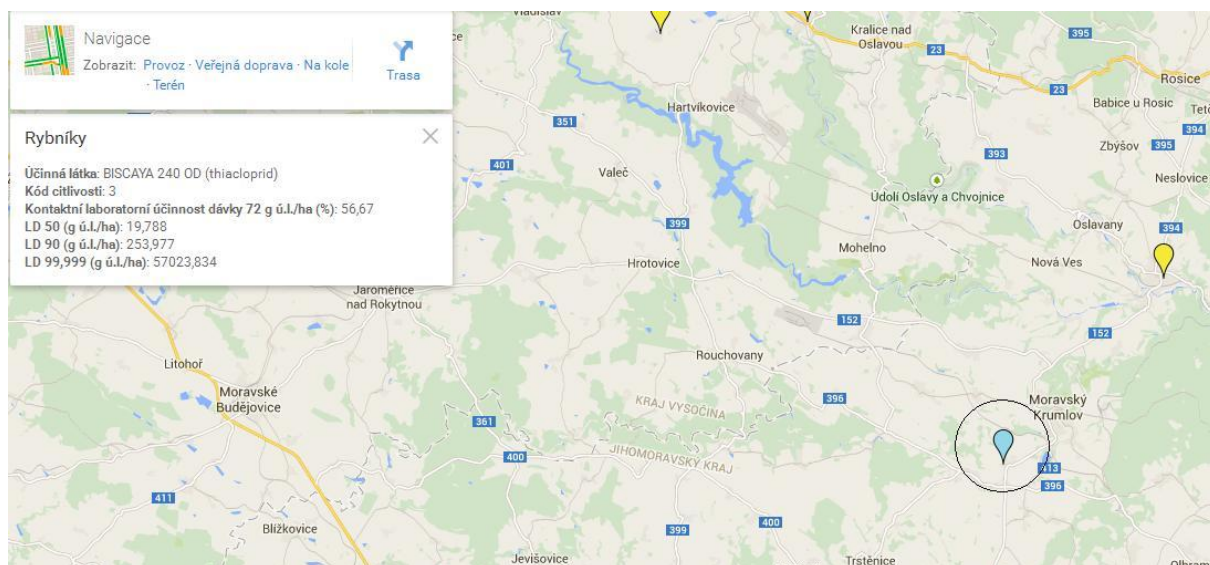 Navigace
Zobrazit: Provoz · Veřejná doprava · Na kole
· Terén
Trasa
Rybníky
Účinná látka: BISCAYA 240 OD (thiacloprid)
Kód citlivosti: 3
Kontaktní laboratorní účinnost dávky 72 g ú.l./ha (%): 56,67
LD 50 (g ú.l./ha): 19,788
LD 90 (g ú.l./ha): 253,977
LD 99,999 (g ú.l./ha): 57023,834
Vladislav
Kralice nad
Oslavou
395
23
Rosice
23
Babice u Rosic
Hartvikovice
351
394
Zbýšov
395
393
401
Valeč
Neslovice
Údolí Oslavy a Chvojnice
399
Oslavany
394
Mohelno
Nová Ves
Hrotovice
Jaroměřice
nad Rokytnou
152
152
Rouchovany
Litohoř
Moravské
Budějovice
396
Moravský
Krumlov
KRAJ VYSOČINA
361
400
JIHOMORAVSKÝ KRAJ
413
396
411
Blížkovice
399
400
Jevišovice
Trstěnice